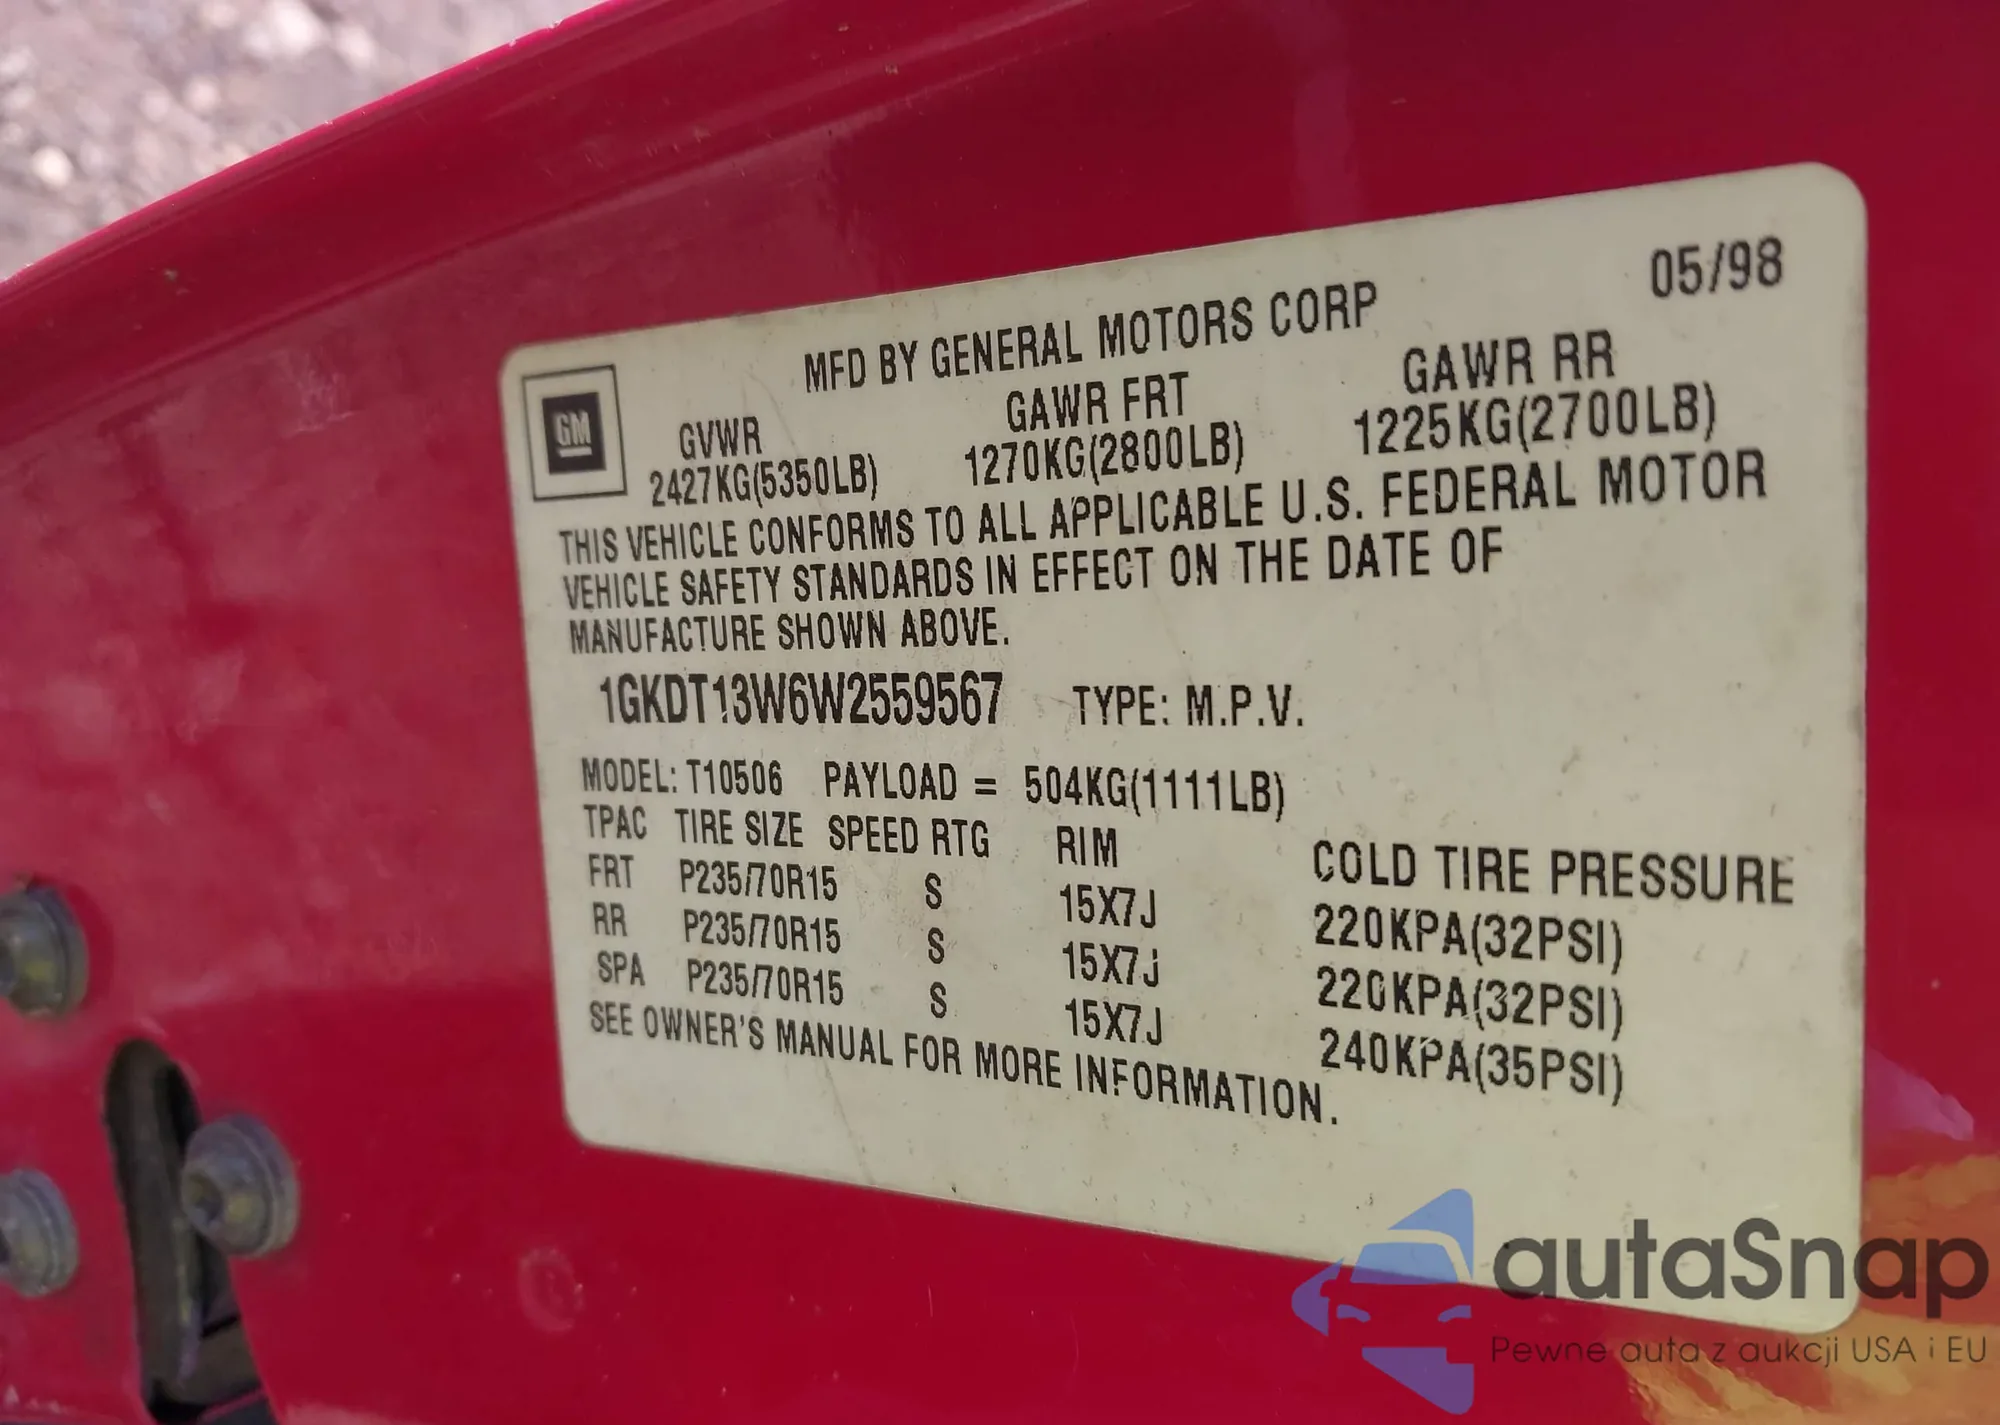 05/98
MFD BY GENERAL MOTORS CORP
GM
GVWR GAWR FRT GAWR RR
2427KG(5350LB) 1270KG(2800LB) 1225KG(2700LB)
THIS VEHICLE CONFORMS TO ALL APPLICABLE U.S. FEDERAL MOTOR
VEHICLE SAFETY STANDARDS IN EFFECT ON THE DATE OF
MANUFACTURE SHOWN ABOVE.
1GKDT13W6W2559567 TYPE: M.P.V.
MODEL: T10506 PAYLOAD = 504KG(1111LB)
TPAC TIRE SIZE SPEED RTG RIM COLD TIRE PRESSURE
FRT P235/70R15 S 15X7J 220KPA(32PSI)
RR P235/70R15 S 15X7J 220KPA(32PSI)
SPA P235/70R15 S 15X7J 240KPA(35PSI)
SEE OWNER'S MANUAL FOR MORE INFORMATION.
autaSnap
Pewne auta z aukcji USA i EU